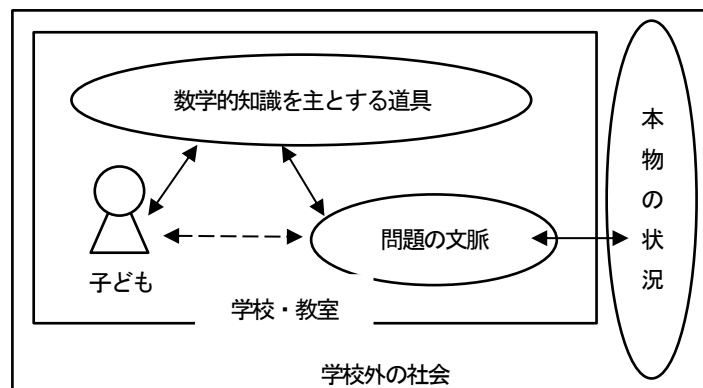 数学的知識を主とする道具
本物の状況
問題の文脈
子ども
学校・教室
学校外の社会